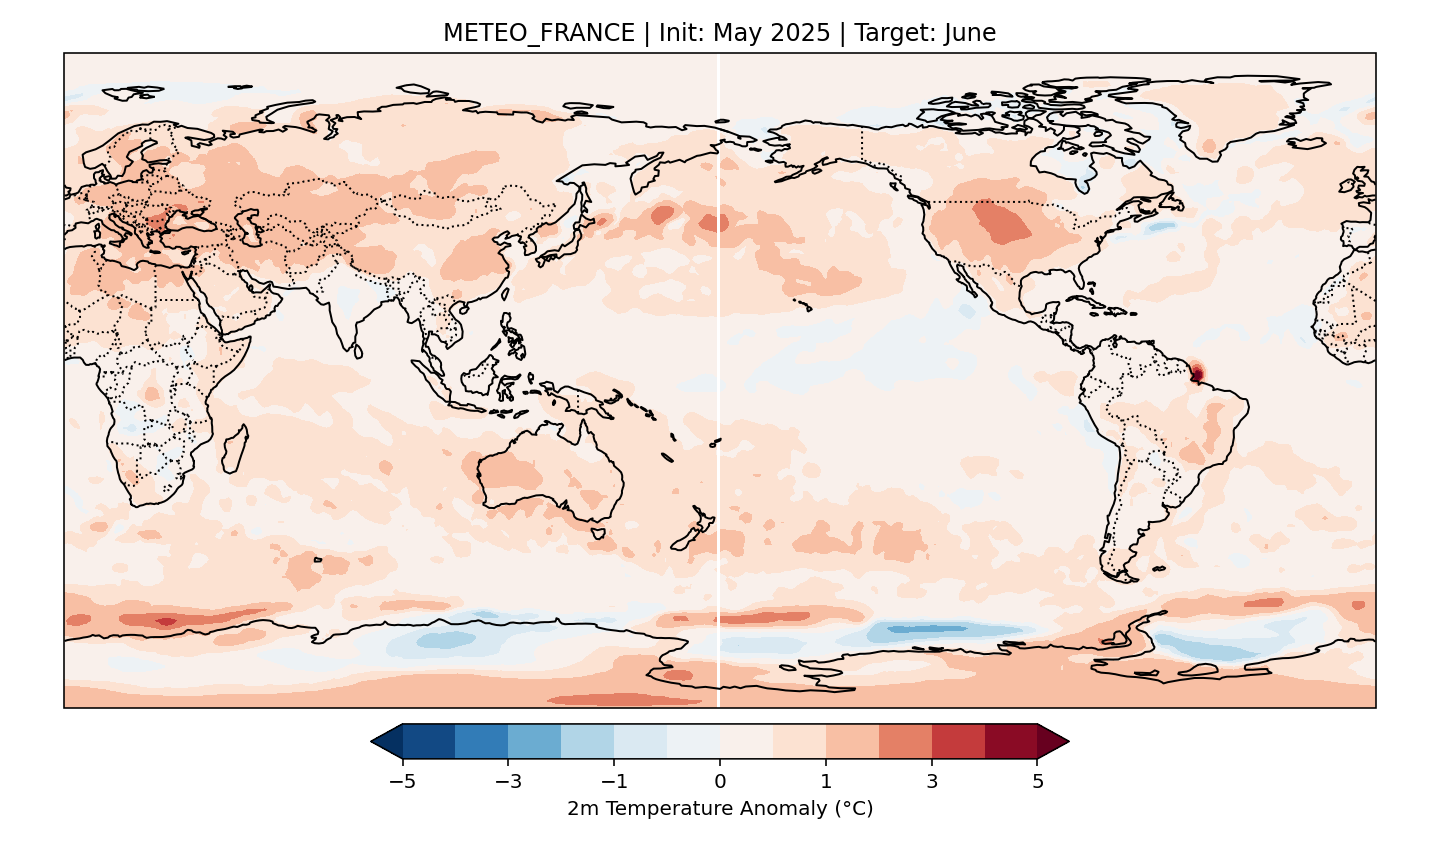 METEO_FRANCE | Init: May 2025 | Target: June
−5 −3 −1 0 1 3 5
2m Temperature Anomaly (°C)